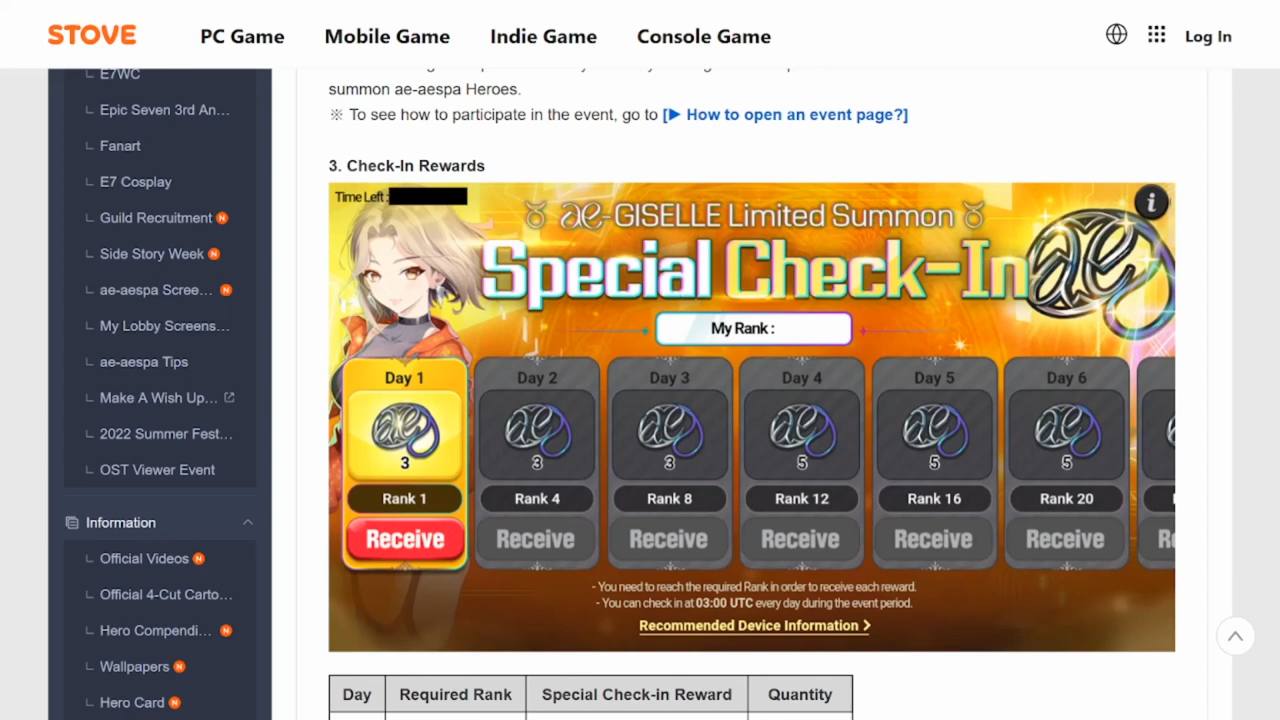 STOVE
PC Game
Mobile Game
Indie Game
Console Game
Log In
E7WC
Epic Seven 3rd An...
Fanart
E7 Cosplay
Guild Recruitment N
Side Story Week N
ae-aespa Scree... N
My Lobby Screens...
ae-aespa Tips
Make A Wish Up...
2022 Summer Fest...
OST Viewer Event
Information
Official Videos N
Official 4-Cut Carto...
Hero Compendi... N
Wallpapers N
Hero Card N
summon ae-aespa Heroes.
※ To see how to participate in the event, go to [▶ How to open an event page?]
3. Check-In Rewards
Time Left :
i
ae-GISELLE Limited Summon
Special Check-In
ae
My Rank :
Day 1
Day 2
Day 3
Day 4
Day 5
Day 6
ae
ae
ae
ae
ae
ae
3
3
3
5
5
5
Rank 1
Rank 4
Rank 8
Rank 12
Rank 16
Rank 20
Receive
Receive
Receive
Receive
Receive
Receive
- You need to reach the required Rank in order to receive each reward.
- You can check in at 03:00 UTC every day during the event period.
Recommended Device Information >
Day
Required Rank
Special Check-in Reward
Quantity